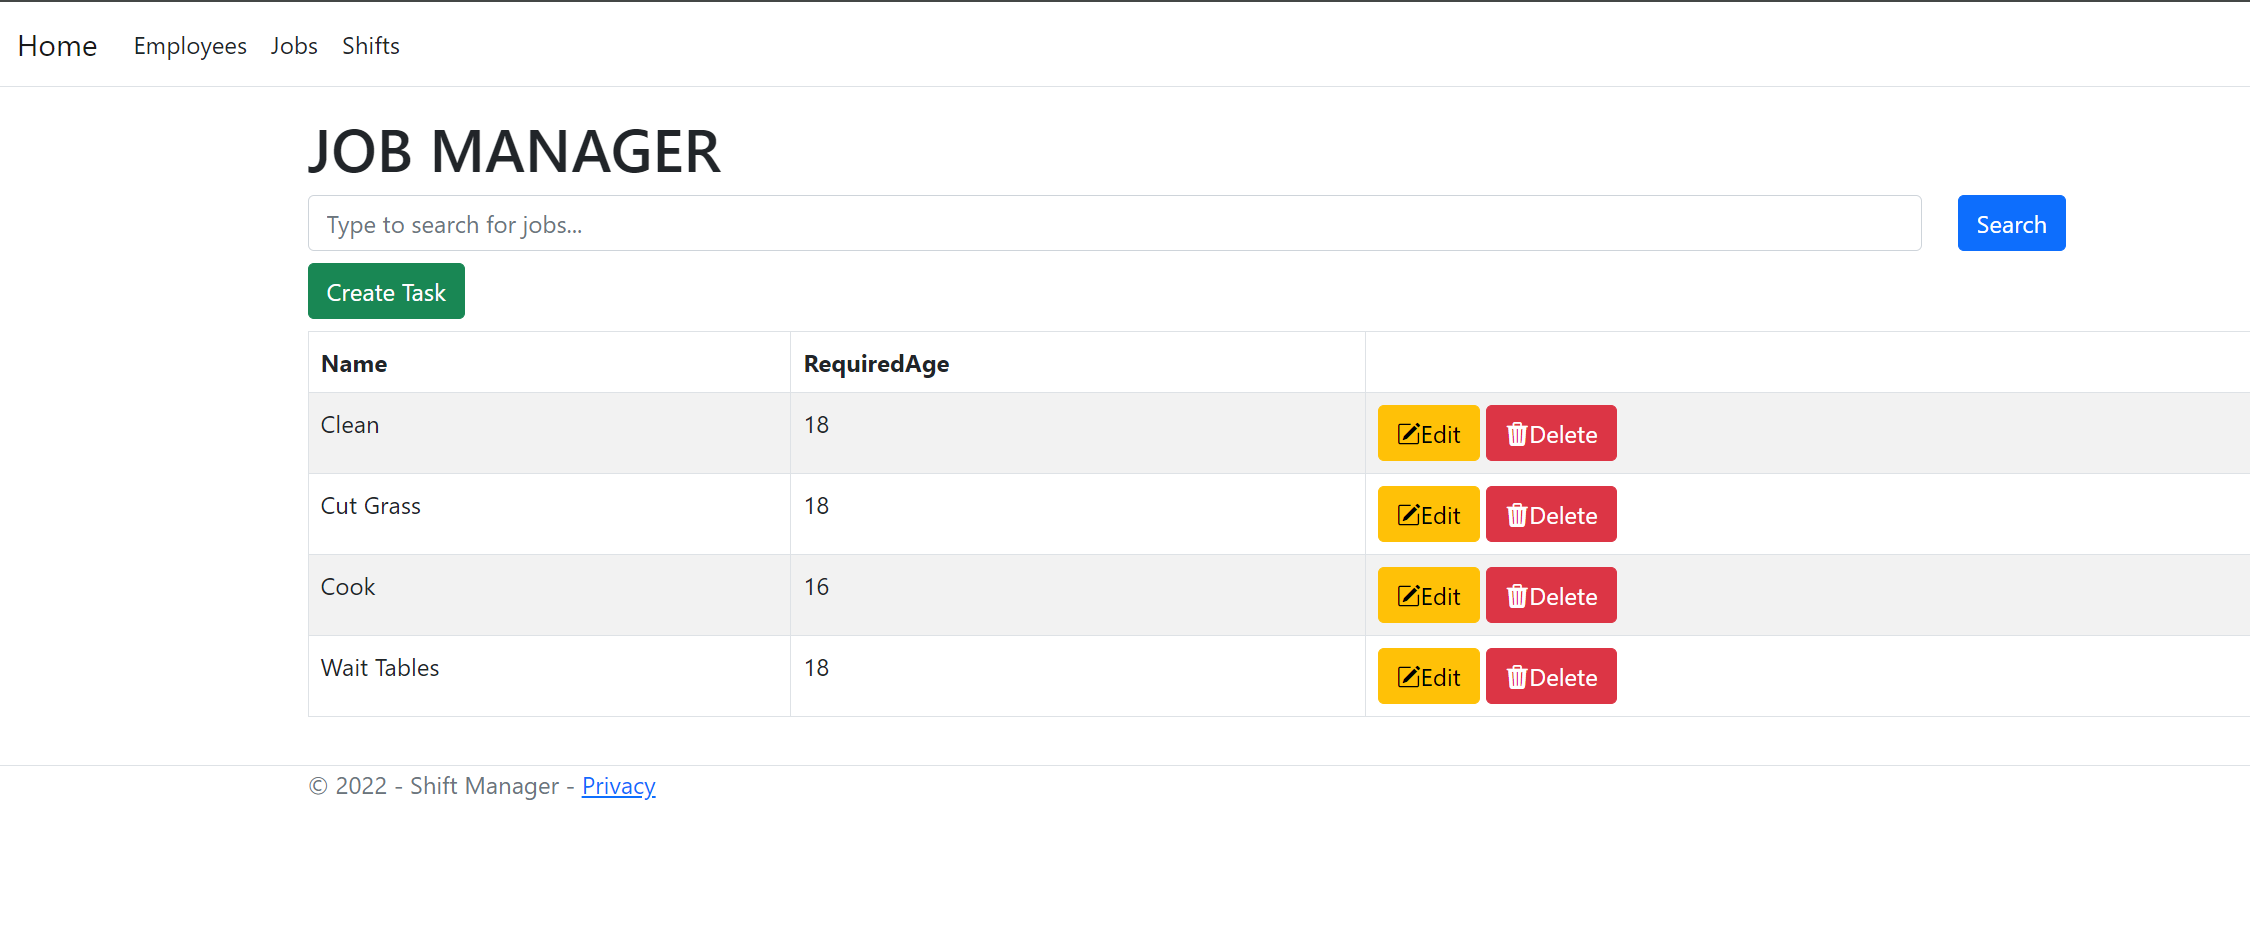 Home Employees Jobs Shifts
JOB MANAGER
Type to search for jobs... Search
Create Task
Name RequiredAge
Clean 18 Edit Delete
Cut Grass 18 Edit Delete
Cook 16 Edit Delete
Wait Tables 18 Edit Delete
© 2022 - Shift Manager - Privacy